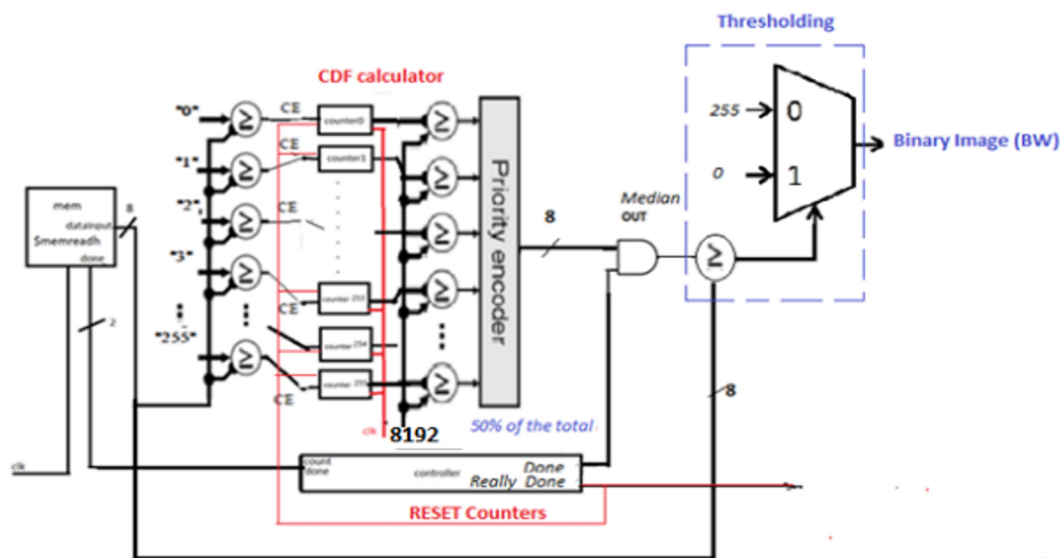 Thresholding
CDF calculator
"0"
CE
counter0
≥
≥
255
0
Binary Image (BW)
CE
"1"
counter1
≥
≥
0
1
mem
datainput
$memreadh
done
8
"2"
CE
≥
≥
Priority encoder
8
Median
OUT
≥
"3"
≥
CE
counter 253
≥
2
"255"
≥
counter 254
counter 255
CE
≥
8
clk
8192
50% of the total
clk
count
done
controller
Done
Really Done
RESET Counters